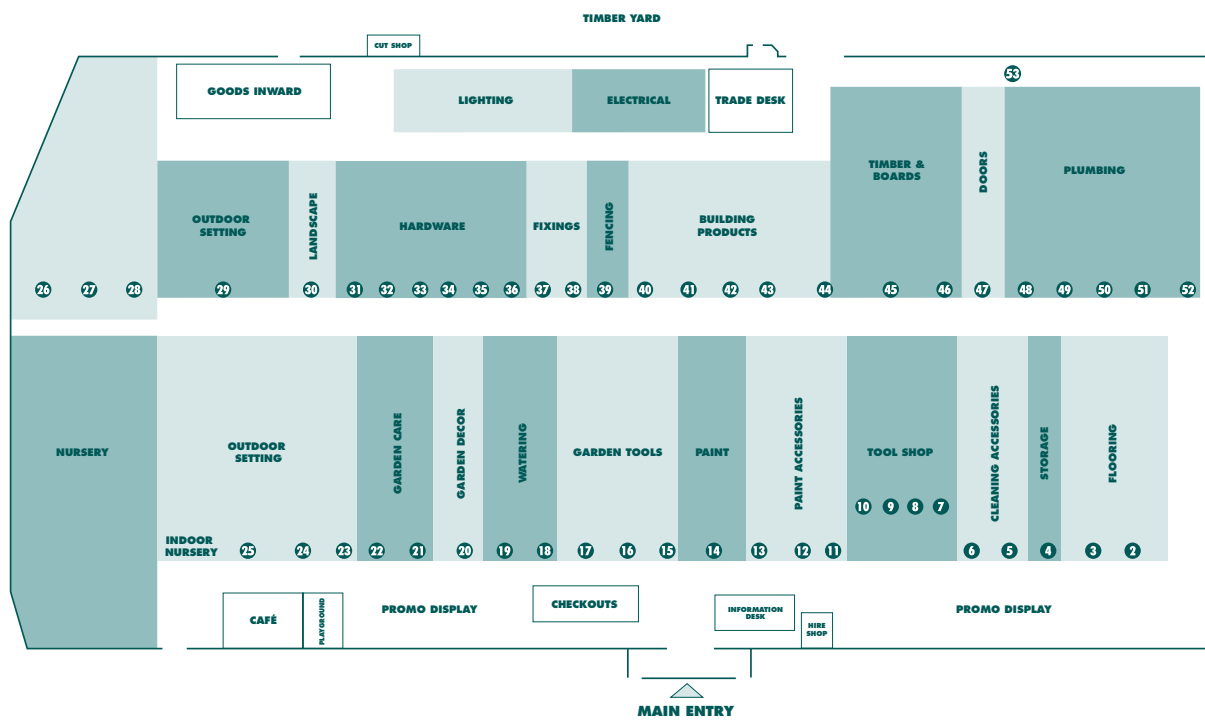 TIMBER YARD
CUT SHOP
53
GOODS INWARD
LIGHTING
ELECTRICAL
TRADE DESK
TIMBER &
BOARDS
DOORS
PLUMBING
OUTDOOR
SETTING
LANDSCAPE
HARDWARE
FIXINGS
FENCING
BUILDING
PRODUCTS
26 27 28 29 30 31 32 33 34 35 36 37 38 39 40 41 42 43 44 45 46 47 48 49 50 51 52
NURSERY
OUTDOOR
SETTING
GARDEN CARE
GARDEN DECOR
WATERING
GARDEN TOOLS
PAINT
PAINT ACCESSORIES
TOOL SHOP
CLEANING ACCESSORIES
STORAGE
FLOORING
10 9 8 7
INDOOR
NURSERY
25 24 23 22 21 20 19 18 17 16 15 14 13 12 11 6 5 4 3 2
CAFÉ
PLAYGROUND
PROMO DISPLAY
CHECKOUTS
INFORMATION
DESK
HIRE
SHOP
PROMO DISPLAY
MAIN ENTRY